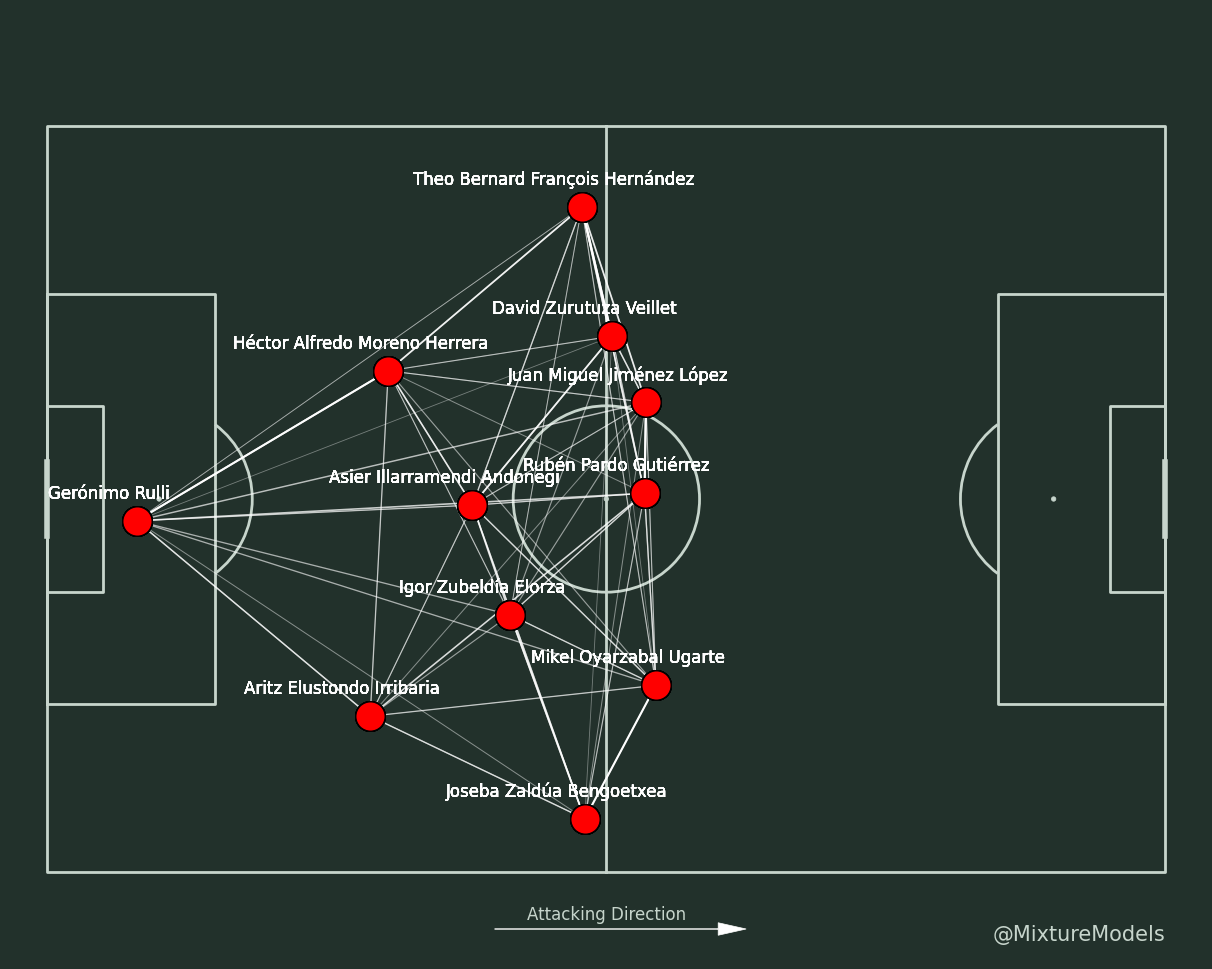 Theo Bernard François Hernández
David Zurutuza Veillet
Héctor Alfredo Moreno Herrera
Juan Miguel Jiménez López
Rubén Pardo Gutiérrez
Asier Illarramendi Andonegi
Gerónimo Rulli
Igor Zubeldia Elorza
Mikel Oyarzabal Ugarte
Aritz Elustondo Irribaria
Joseba Zaldúa Bengoetxea
Attacking Direction
@MixtureModels